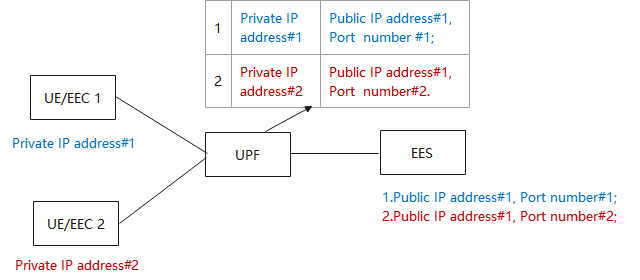 1
Private IP
address#1
Public IP address#1,
Port number #1;
2
Private IP
address#2
Public IP address#1,
Port number#2.
UE/EEC 1
Private IP address#1
UPF
EES
1.Public IP address#1, Port number#1;
2.Public IP address#1, Port number#2;
UE/EEC 2
Private IP address#2